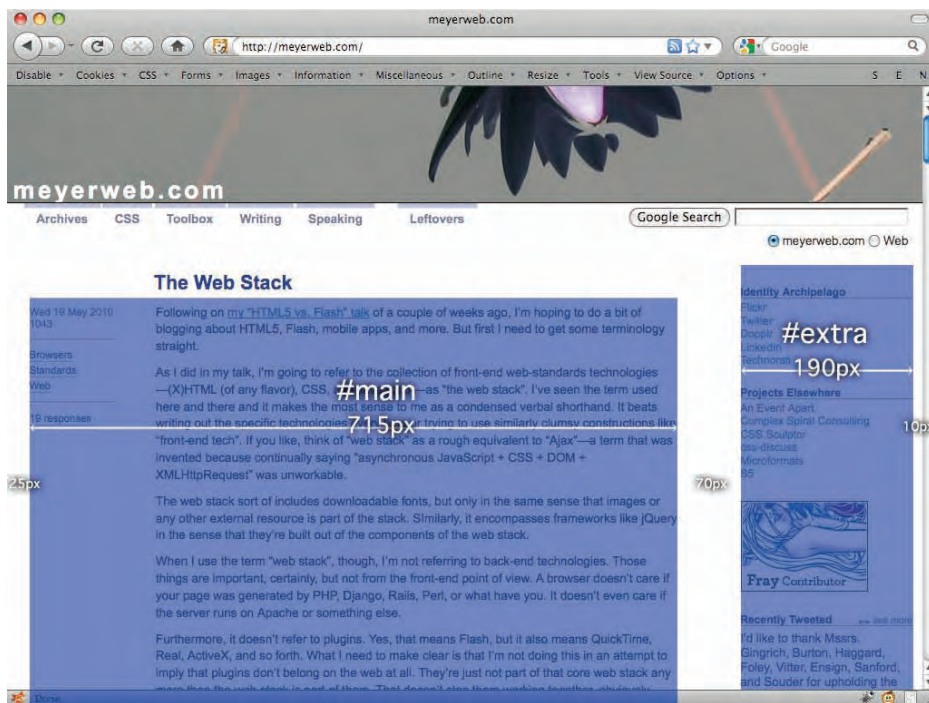 meyerweb.com
http://meyerweb.com/
Google
Disable Cookies CSS Forms Images Information Miscellaneous Outline Resize Tools View Source Options S E N
meyerweb.com
Archives CSS Toolbox Writing Speaking Leftovers
Google Search
meyerweb.com Web
The Web Stack
Wed 19 May 2010
1043
Browsers
Standards
Web
19 responses
Following on my "HTML5 vs. Flash" talk of a couple of weeks ago, I'm hoping to do a bit of
blogging about HTML5, Flash, mobile apps, and more. But first I need to get some terminology
straight.
As I did in my talk, I'm going to refer to the collection of front-end web-standards technologies
—(X)HTML (of any flavor), CSS, —as "the web stack". I've seen the term used
here and there and it makes the most sense to me as a condensed verbal shorthand. It beats
writing out the specific technologies or trying to use similarly clumsy constructions like
"front-end tech". If you like, think of "web stack" as a rough equivalent to "Ajax"—a term that was
invented because continually saying "asynchronous JavaScript + CSS + DOM +
XMLHttpRequest" was unworkable.
The web stack sort of includes downloadable fonts, but only in the same sense that images or
any other external resource is part of the stack. Similarly, it encompasses frameworks like jQuery
in the sense that they're built out of the components of the web stack.
When I use the term "web stack", though, I'm not referring to back-end technologies. Those
things are important, certainly, but not from the front-end point of view. A browser doesn't care if
your page was generated by PHP, Django, Rails, Perl, or what have you. It doesn't even care if
the server runs on Apache or something else.
Furthermore, it doesn't refer to plugins. Yes, that means Flash, but it also means QuickTime,
Real, ActiveX, and so forth. What I need to make clear is that I'm not doing this in an attempt to
imply that plugins don't belong on the web at all. They're just not part of that core web stack any
#main
715px
25px
70px
10px
Identity Archipelago
Flickr
Twitter
Dopplr
LinkedIn
Technorati
#extra
190px
Projects Elsewhere
An Event Apart
Complex Spiral Consulting
CSS Sculptor
css-discuss
Microformats
S5
Fray Contributor
Recently Tweeted see more
I'd like to thank Mssrs.
Gingrich, Burton, Haggard,
Foley, Vitter, Ensign, Sanford,
and Souder for upholding the
Done